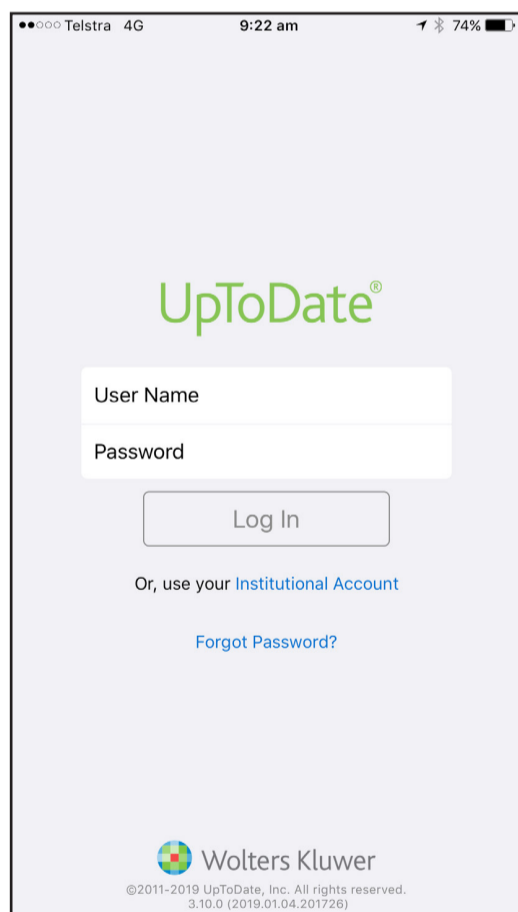 Telstra 4G 9:22 am 74%
UpToDate®
User Name
Password
Log In
Or, use your Institutional Account
Forgot Password?
Wolters Kluwer
©2011-2019 UpToDate, Inc. All rights reserved.
3.10.0 (2019.01.04.201726)